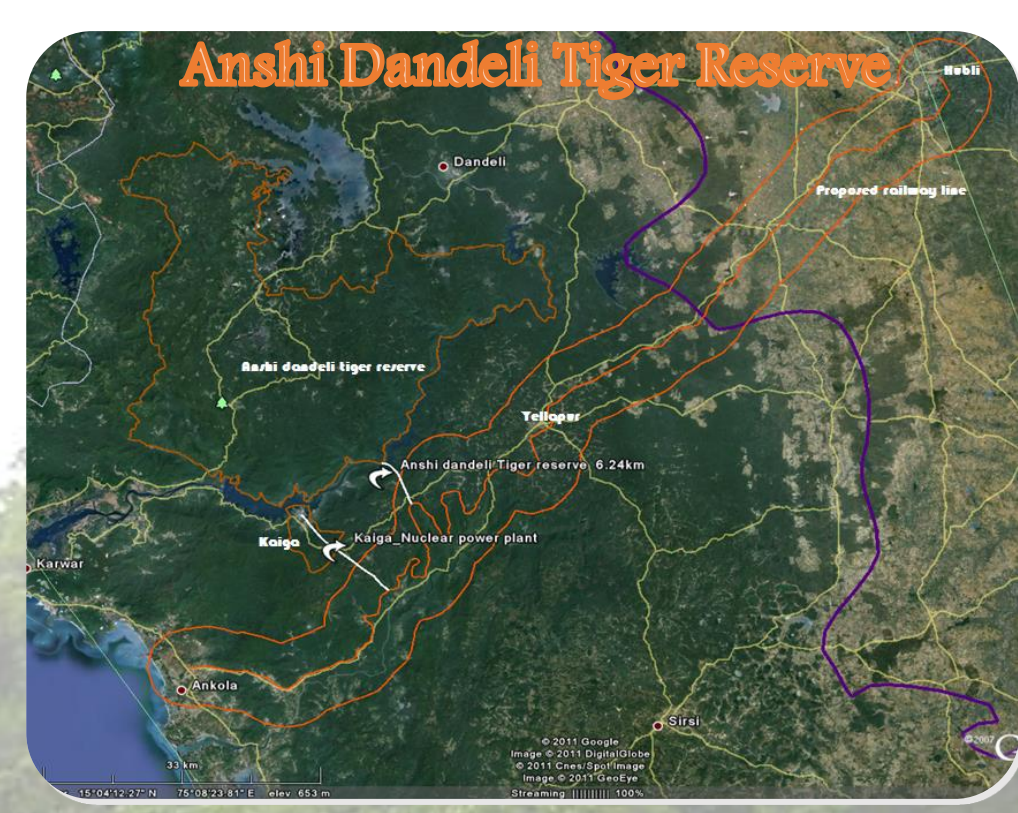 Anshi Dandeli Tiger Reserve
Hubli
Dandeli
Proposed railway line
Anshi dandeli tiger reserve
Yellapur
Anshi dandeli Tiger reserve 6.24km
Kaiga_Nuclear power plant
Kaiga
Karwar
Ankola
Sirsi
© 2011 Google
Image © 2011 DigitalGlobe
© 2011 Cnes/Spot Image
Image © 2011 GeoEye
©2007
33 km
15°04'12.27" N 75°08'23.81" E elev 653 m
Streaming 100%